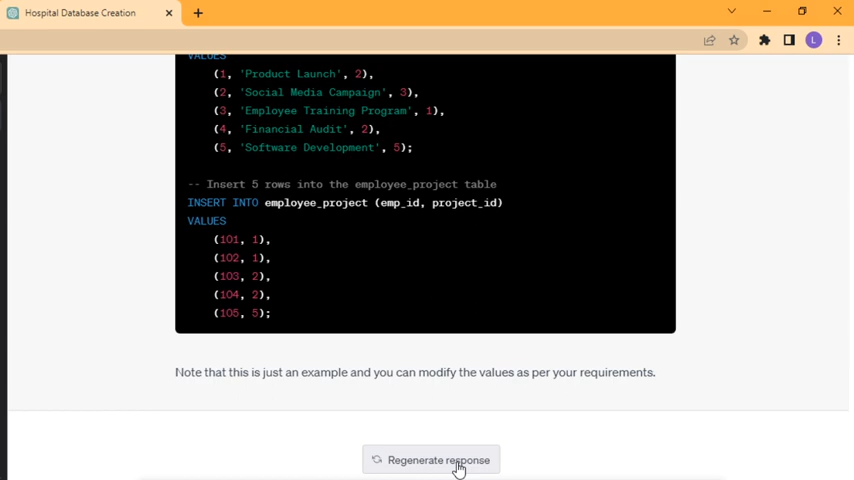 Hospital Database Creation
L
VALUES
(1, 'Product Launch', 2),
(2, 'Social Media Campaign', 3),
(3, 'Employee Training Program', 1),
(4, 'Financial Audit', 2),
(5, 'Software Development', 5);
-- Insert 5 rows into the employee_project table
INSERT INTO employee_project (emp_id, project_id)
VALUES
(101, 1),
(102, 1),
(103, 2),
(104, 2),
(105, 5);
Note that this is just an example and you can modify the values as per your requirements.
Regenerate response